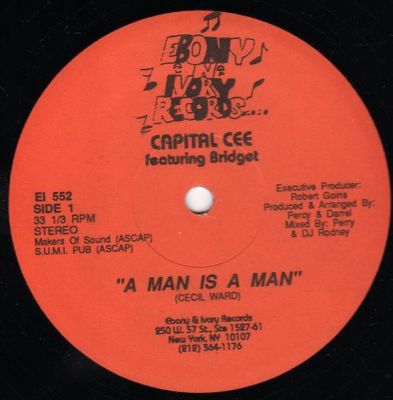 EBONY
AND
IVORY
RECORDS....
CAPITAL CEE
featuring Bridget
EI 552
SIDE 1
33 1/3 RPM
STEREO
Makers Of Sound (ASCAP)
S.U.M.I. PUB (ASCAP)
Executive Producer:
Robert Goins
Produced & Arranged By:
Percy & Darrel
Mixed By: Perry
& DJ Rodney
"A MAN IS A MAN"
(CECIL WARD)
Ebony & Ivory Records
250 W. 57 St., Ste 1527-61
New York, NY 10107
(212) 364-1176